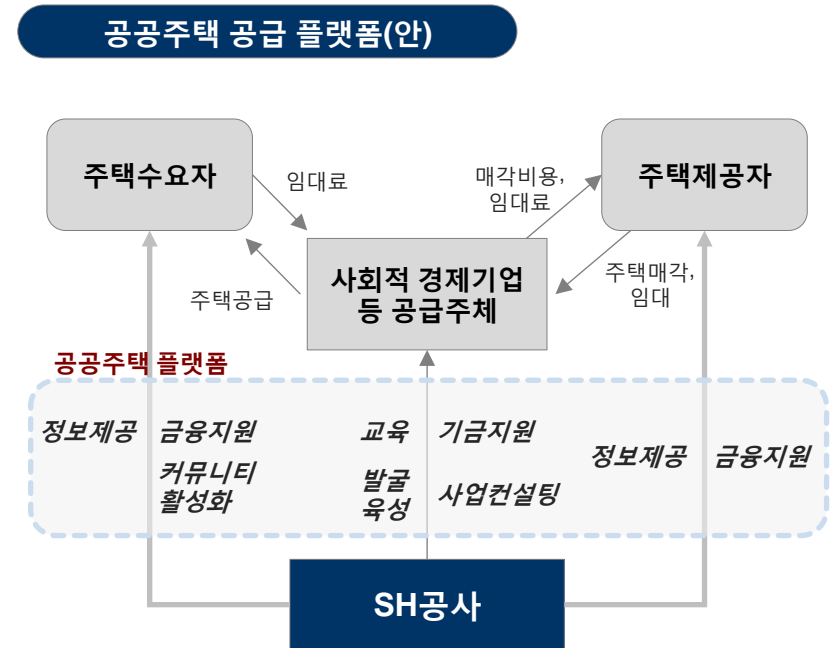 공공주택 공급 플랫폼(안)
주택수요자
주택제공자
임대료
매각비용,
임대료
사회적 경제기업
등 공급주체
주택공급
주택매각,
임대
공공주택 플랫폼
정보제공
금융지원
커뮤니티
활성화
교육
기금지원
발굴
육성
사업컨설팅
정보제공
금융지원
SH공사